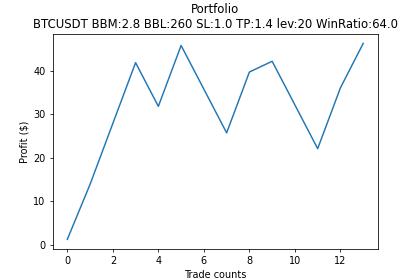 Portfolio
BTCUSDT BBM:2.8 BBL:260 SL:1.0 TP:1.4 lev:20 WinRatio:64.0
40
30
20
10
0
Profit ($)
0 2 4 6 8 10 12
Trade counts